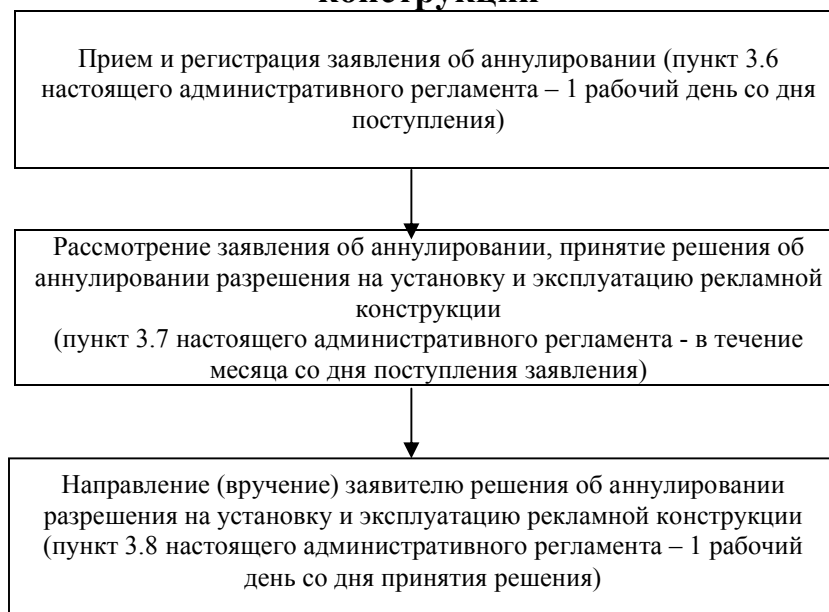 конструкции
Прием и регистрация заявления об аннулировании (пункт 3.6
настоящего административного регламента – 1 рабочий день со дня
поступления)
Рассмотрение заявления об аннулировании, принятие решения об
аннулировании разрешения на установку и эксплуатацию рекламной
конструкции
(пункт 3.7 настоящего административного регламента - в течение
месяца со дня поступления заявления)
Направление (вручение) заявителю решения об аннулировании
разрешения на установку и эксплуатацию рекламной конструкции
(пункт 3.8 настоящего административного регламента – 1 рабочий
день со дня принятия решения)